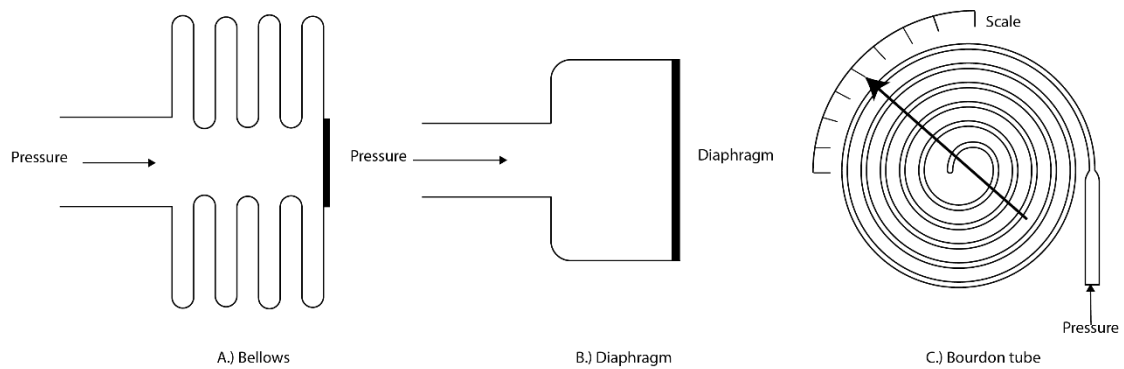 Scale
Pressure
Pressure
Diaphragm
Pressure
A.) Bellows
B.) Diaphragm
C.) Bourdon tube